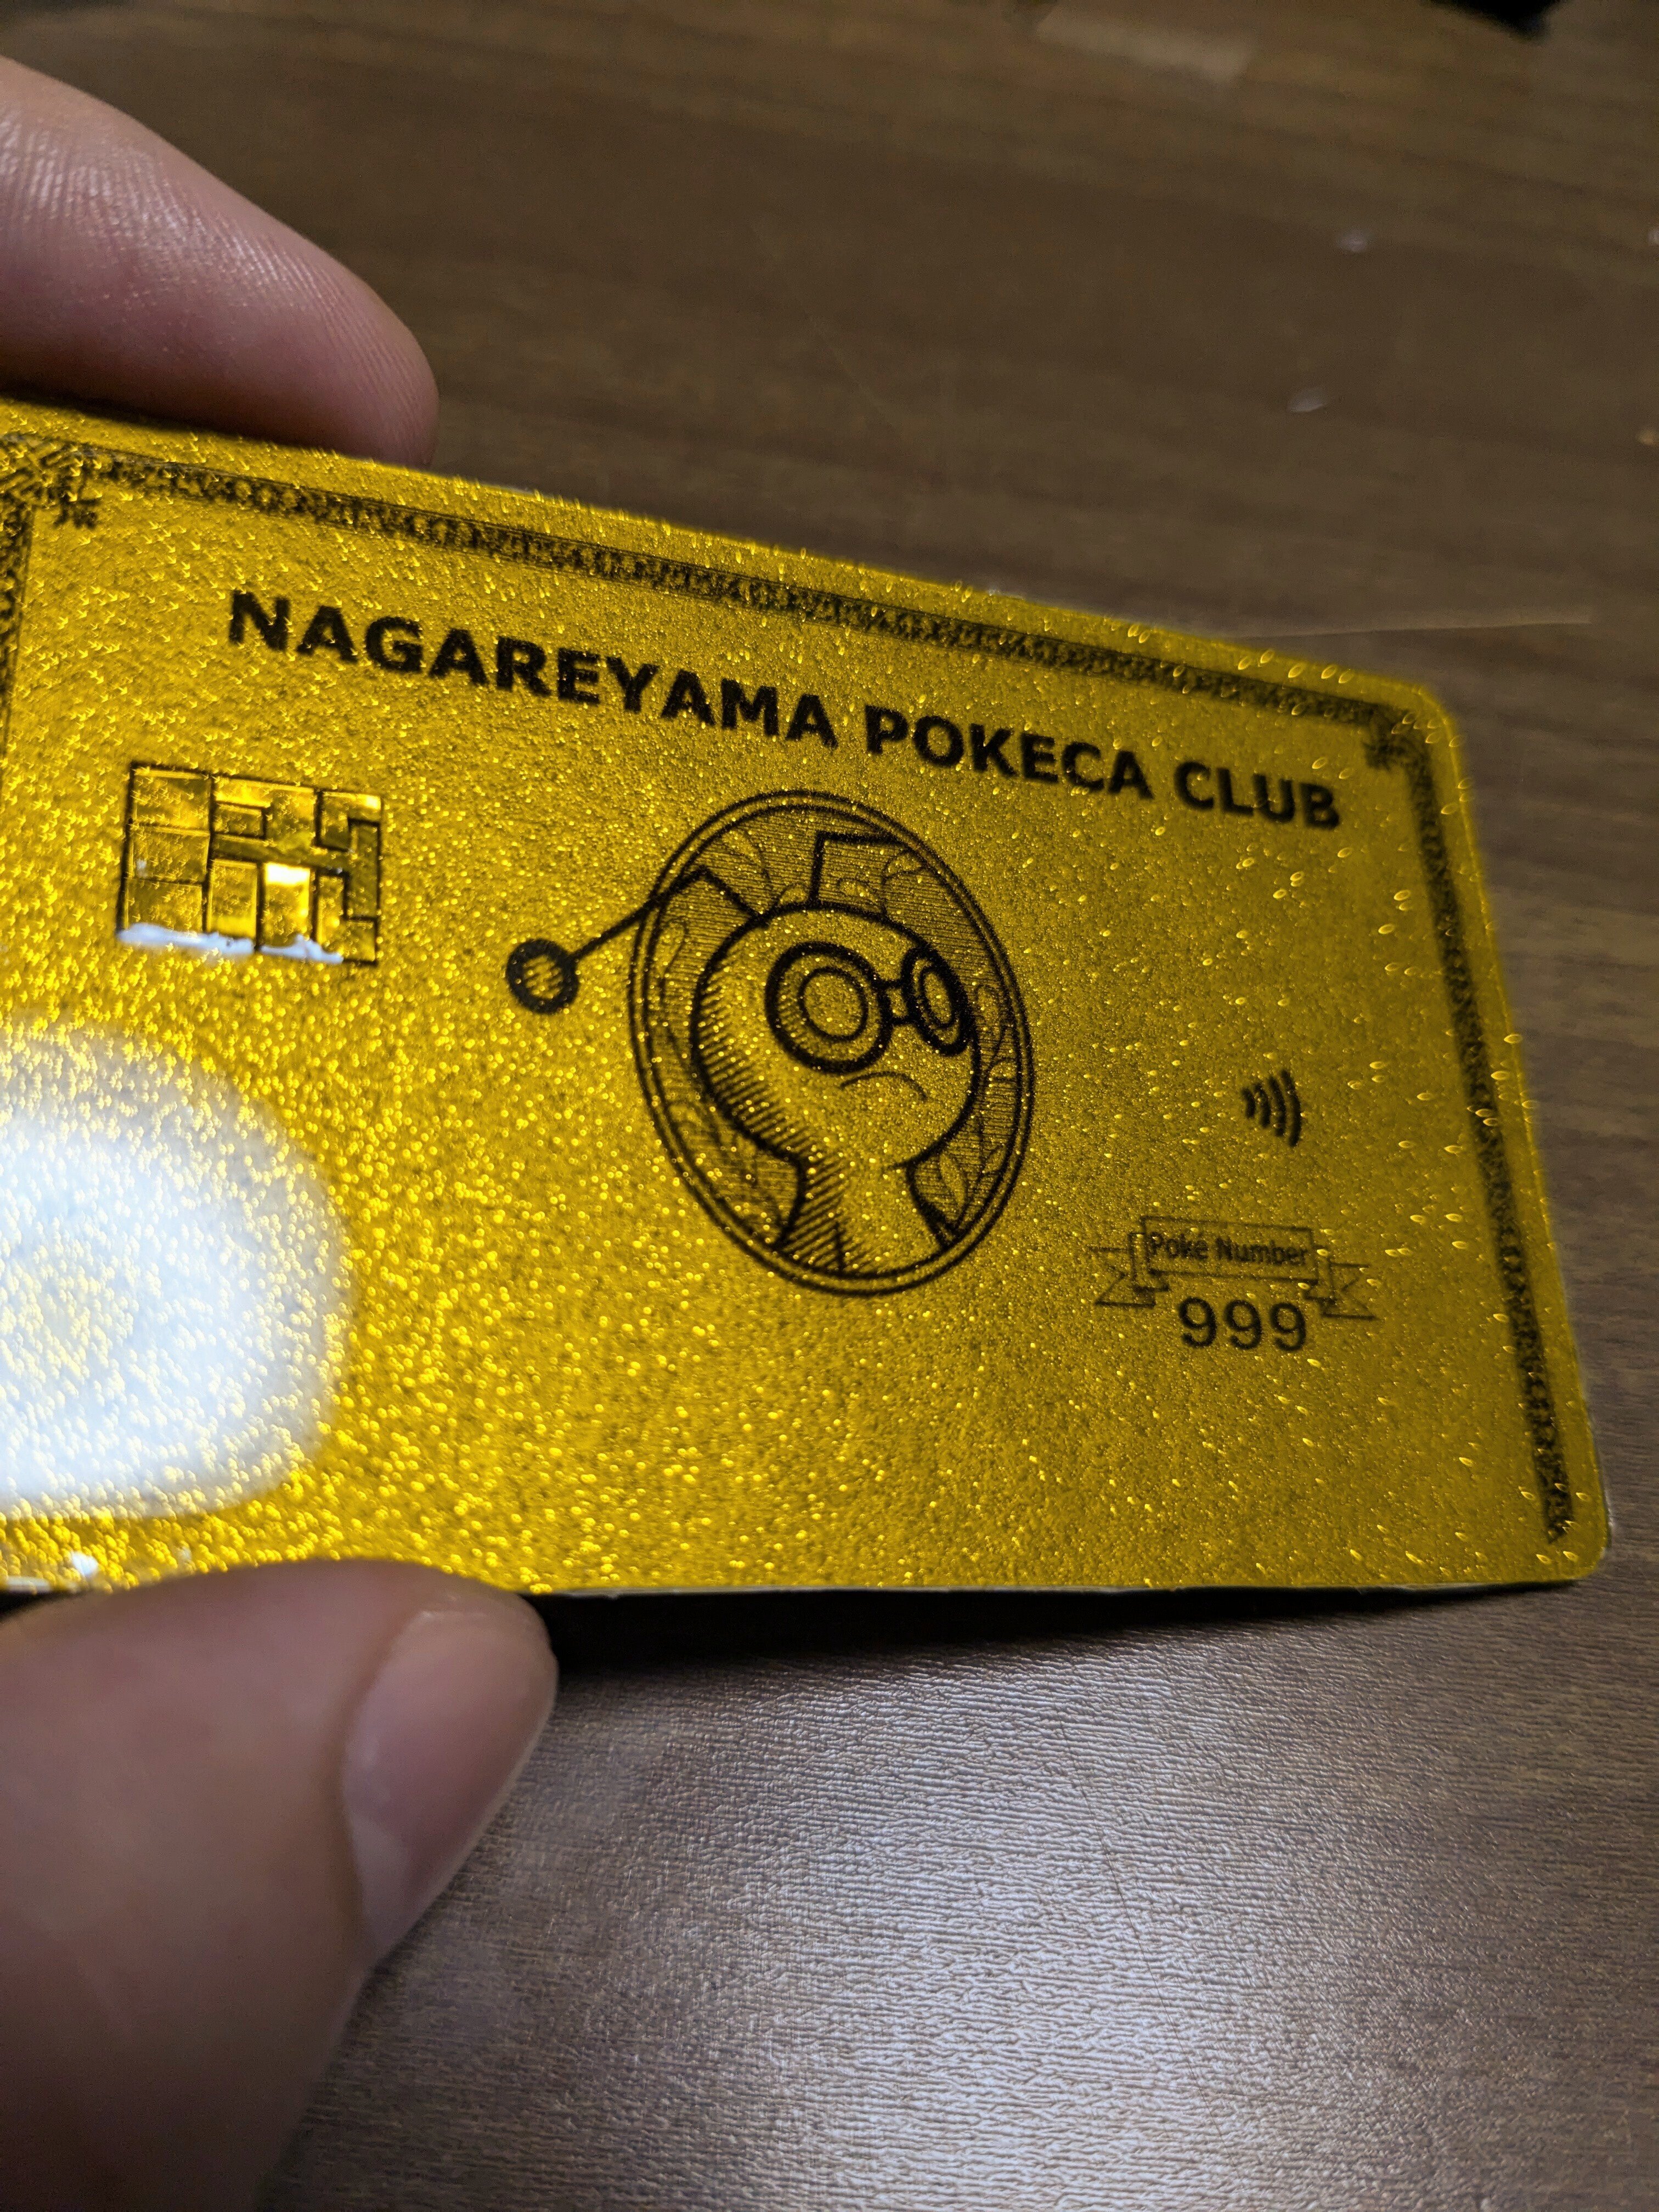 NAGAREYAMA POKECA CLUB
Poké Number
999